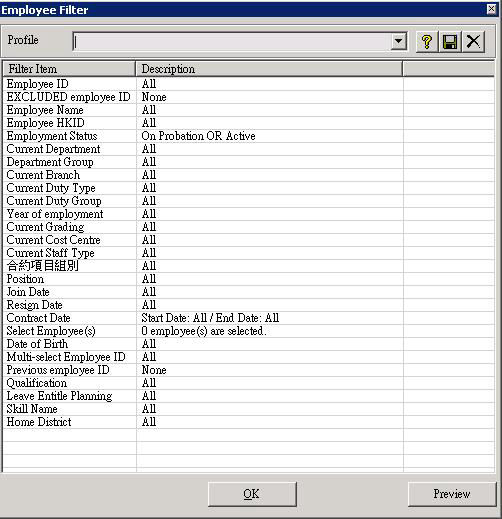 Employee Filter
Profile
Filter Item Description
Employee ID All
EXCLUDED employee ID None
Employee Name All
Employee HKID All
Employment Status On Probation OR Active
Current Department All
Department Group All
Current Branch All
Current Duty Type All
Current Duty Group All
Year of employment All
Current Grading All
Current Cost Centre All
Current Staff Type All
合約項目組別 All
Position All
Join Date All
Resign Date All
Contract Date Start Date: All / End Date: All
Select Employee(s) 0 employee(s) are selected.
Date of Birth All
Multi-select Employee ID All
Previous employee ID None
Qualification All
Leave Entitle Planning All
Skill Name All
Home District All
OK Preview